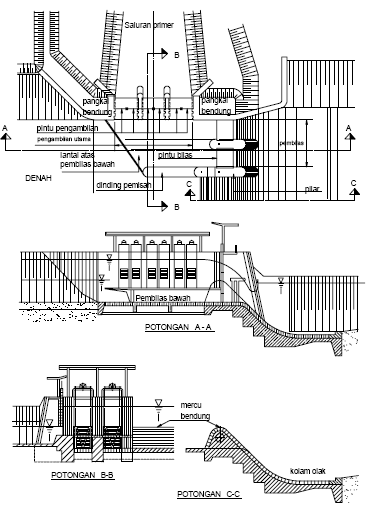 Saluran primer
B
pangkal
bendung
pangkal
bendung
A
pintu pengambilan
pengambilan utama
pembilas
A
lantai atas
pembilas bawah
pintu bilas
DENAH
dinding pemisah
C
pilar
C
B
Pembilas bawah
POTONGAN A - A
mercu
bendung
kolam olak
POTONGAN B-B
POTONGAN C-C